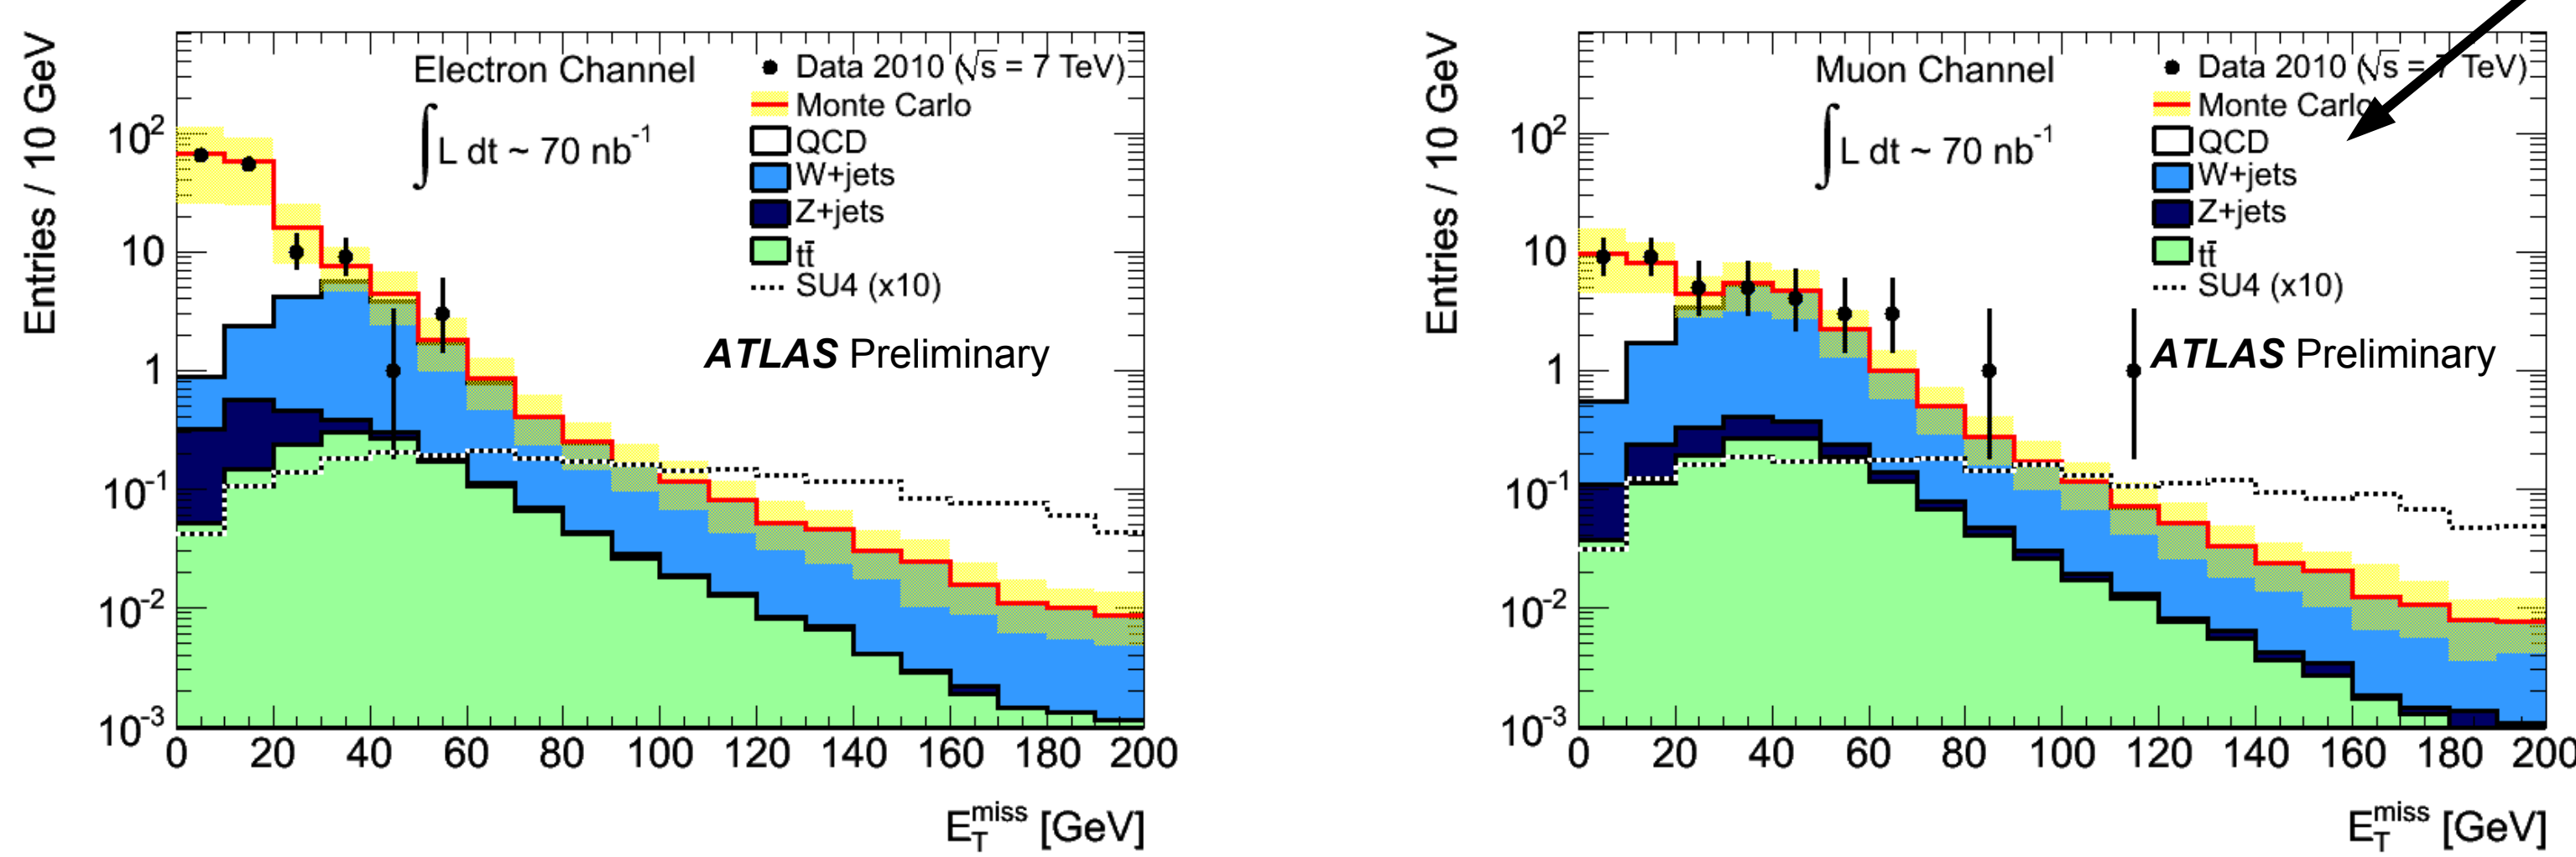 Entries / 10 GeV
10²
10
1
10⁻¹
10⁻²
10⁻³
Electron Channel
∫ L dt ~ 70 nb⁻¹
Data 2010 (√s = 7 TeV)
Monte Carlo
QCD
W+jets
Z+jets
tt̄
SU4 (x10)
ATLAS Preliminary
0 20 40 60 80 100 120 140 160 180 200
E_T^miss [GeV]
Entries / 10 GeV
10²
10
1
10⁻¹
10⁻²
10⁻³
Muon Channel
∫ L dt ~ 70 nb⁻¹
Data 2010 (√s = 7 TeV)
Monte Carlo
QCD
W+jets
Z+jets
tt̄
SU4 (x10)
ATLAS Preliminary
0 20 40 60 80 100 120 140 160 180 200
E_T^miss [GeV]